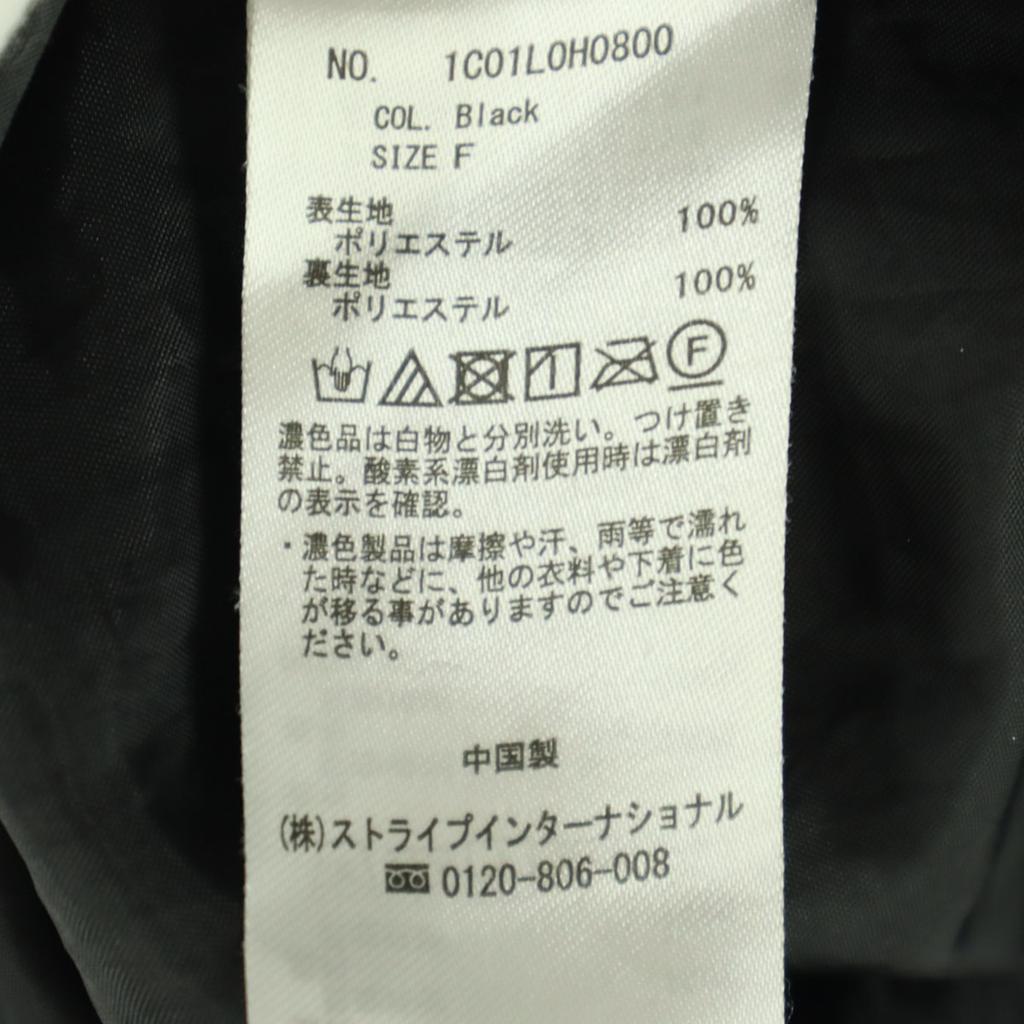 NO. 1C01L0H0800
COL. Black
SIZE F
表生地
ポリエステル 100%
裏生地
ポリエステル 100%
F
濃色品は白物と分別洗い。つけ置き
禁止。酸素系漂白剤使用時は漂白剤
の表示を確認。
・濃色製品は摩擦や汗、雨等で濡れ
た時などに、他の衣料や下着に色
が移る事がありますのでご注意く
ださい。
中国製
(株)ストライプインターナショナル
0120-806-008